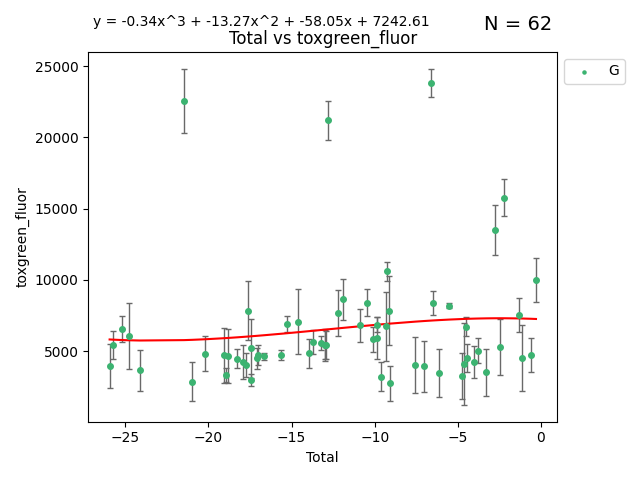 y = -0.34x^3 + -13.27x^2 + -58.05x + 7242.61
N = 62
Total vs toxgreen_fluor
G
25000
20000
15000
10000
5000
toxgreen_fluor
−25
−20
−15
−10
−5
0
Total